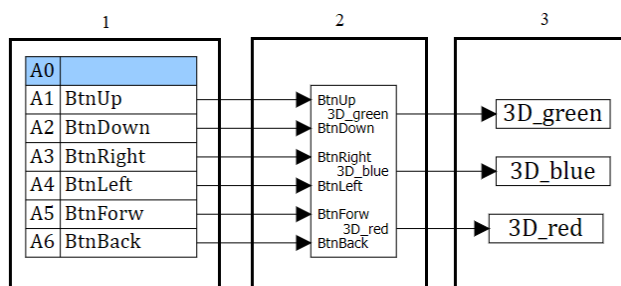 1
2
3
A0
A1 BtnUp
A2 BtnDown
A3 BtnRight
A4 BtnLeft
A5 BtnForw
A6 BtnBack
BtnUp
3D_green
BtnDown
BtnRight
3D_blue
BtnLeft
BtnForw
3D_red
BtnBack
3D_green
3D_blue
3D_red